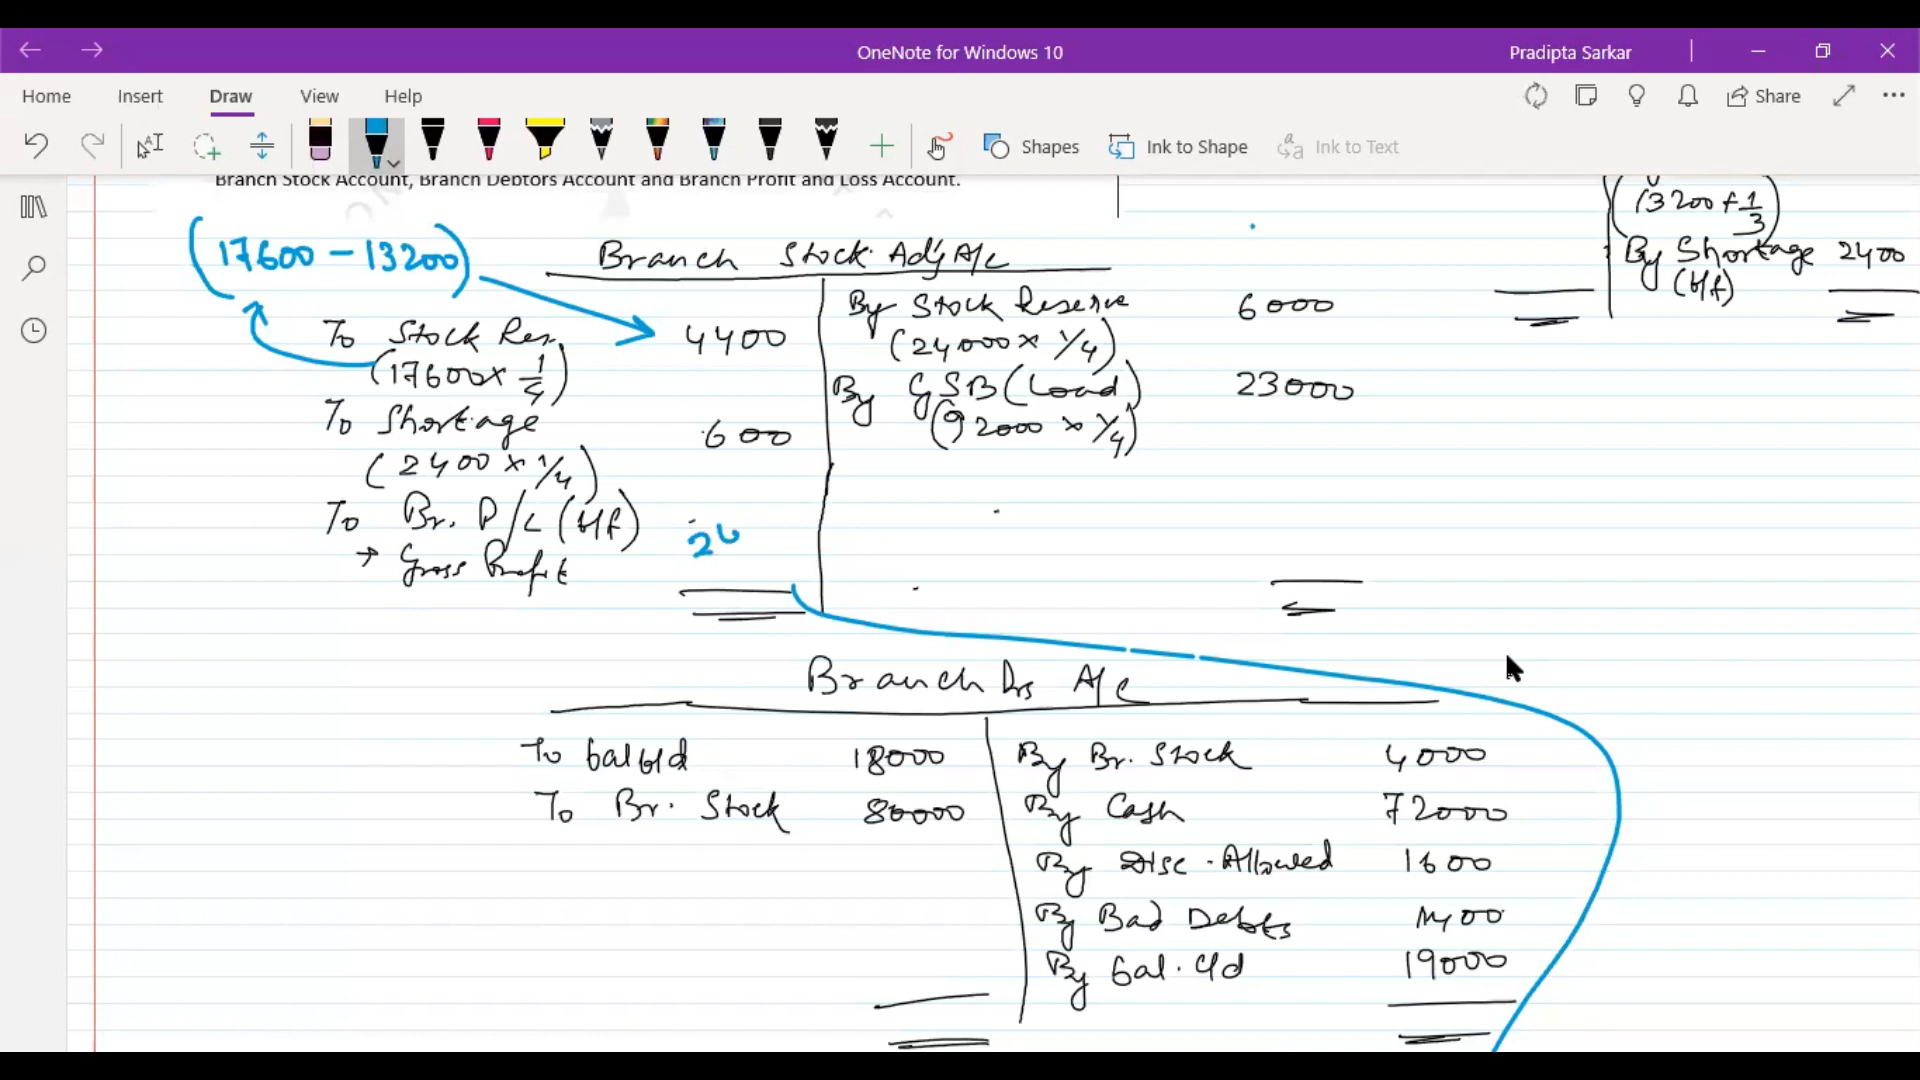 OneNote for Windows 10
Pradipta Sarkar
Home Insert Draw View Help
Share
Shapes Ink to Shape Ink to Text
Branch Stock Account, Branch Debtors Account and Branch Profit and Loss Account.
(13200 + 1/3)
By Shortage 2400
(b/f)
(17600 - 13200)
Branch Stock Adj A/c
To Stock Res. 4400
(17600 x 1/4)
To Shortage 600
(2400 x 1/4)
To Br. P/L (b/f) 24
→ Gross Profit
By Stock Reserve 6000
(24000 x 1/4)
By GSB (Load) 23000
(92000 x 1/4)
Branch Drs A/c
To bal b/d 18000
To Br. Stock 80000
By Br. Stock 4000
By Cash 72000
By Disc. Allowed 1600
By Bad Debts 1400
By bal. c/d 19000